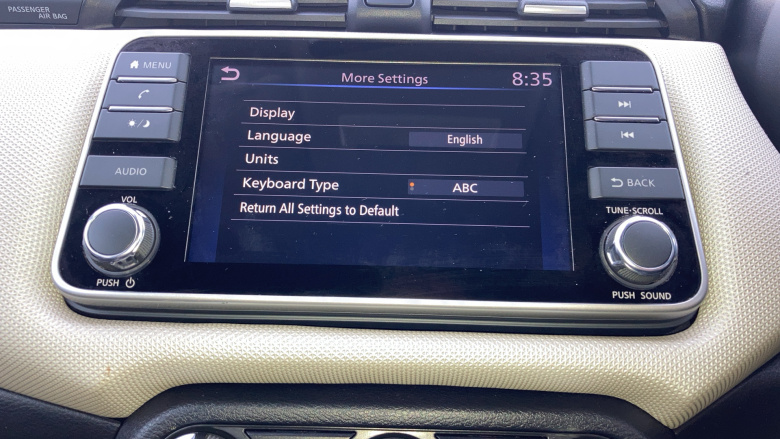 PASSENGER
AIR BAG
MENU
More Settings 8:35
Display
Language English
Units
Keyboard Type ABC
Return All Settings to Default
AUDIO
BACK
VOL
TUNE·SCROLL
PUSH
PUSH SOUND